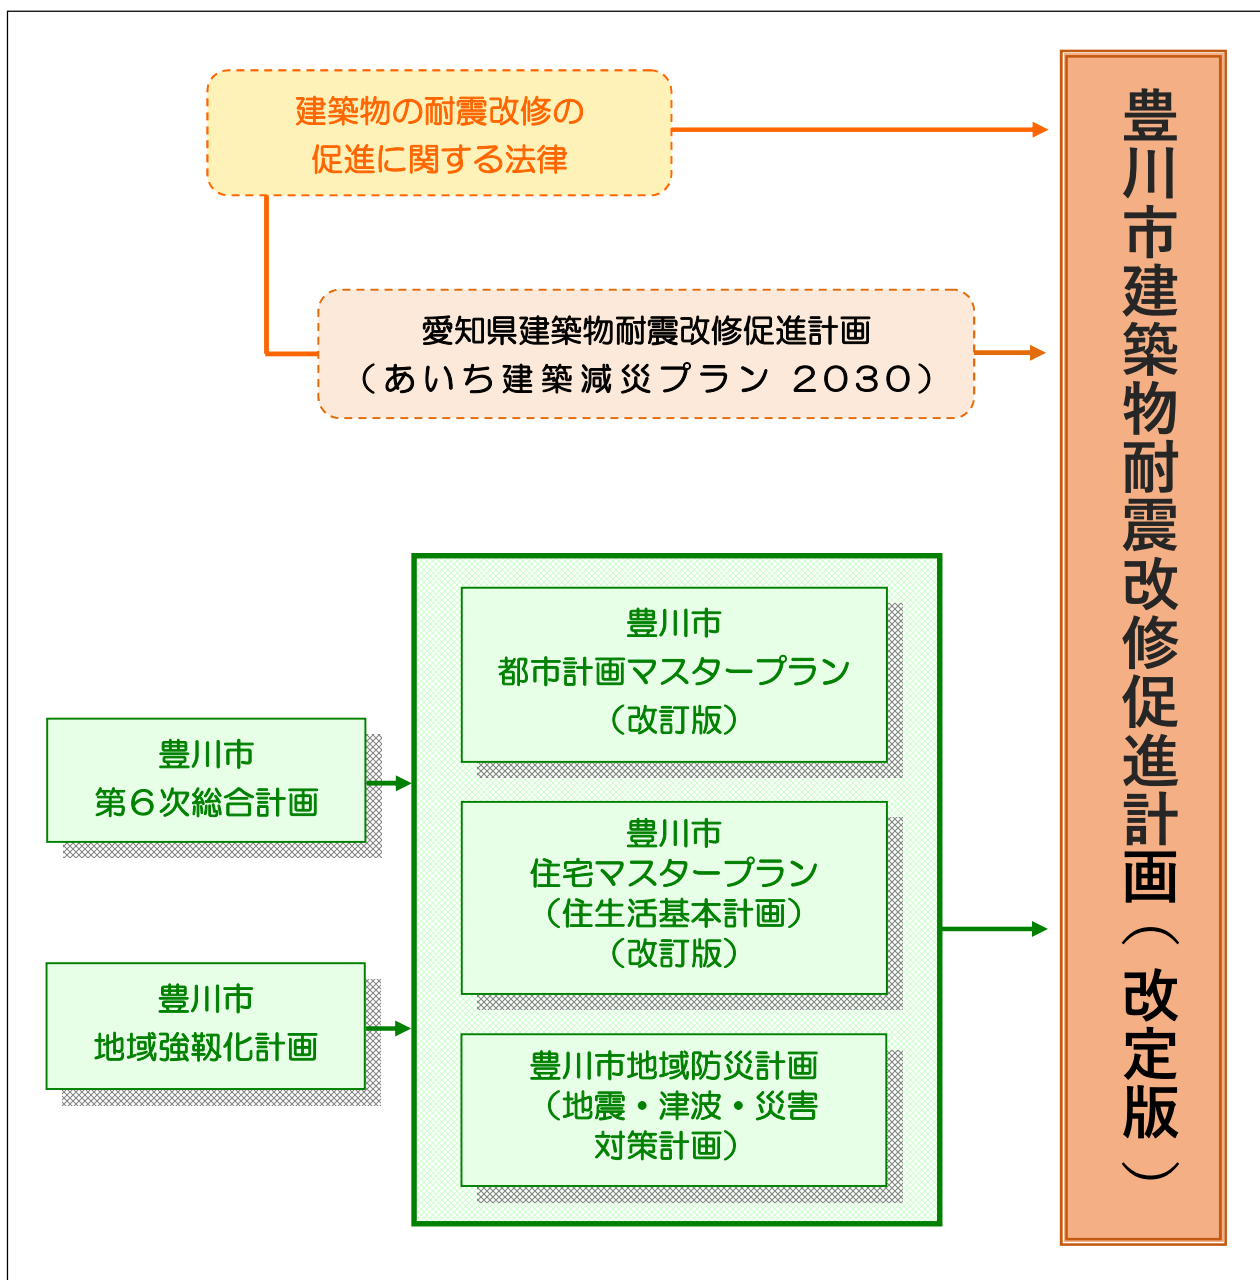 建築物の耐震改修の
促進に関する法律
愛知県建築物耐震改修促進計画
（あいち建築減災プラン 2030）
豊川市
都市計画マスタープラン
（改訂版）
豊川市
第６次総合計画
豊川市
住宅マスタープラン
（住生活基本計画）
（改訂版）
豊川市
地域強靱化計画
豊川市地域防災計画
（地震・津波・災害
対策計画）
豊川市建築物耐震改修促進計画（改定版）